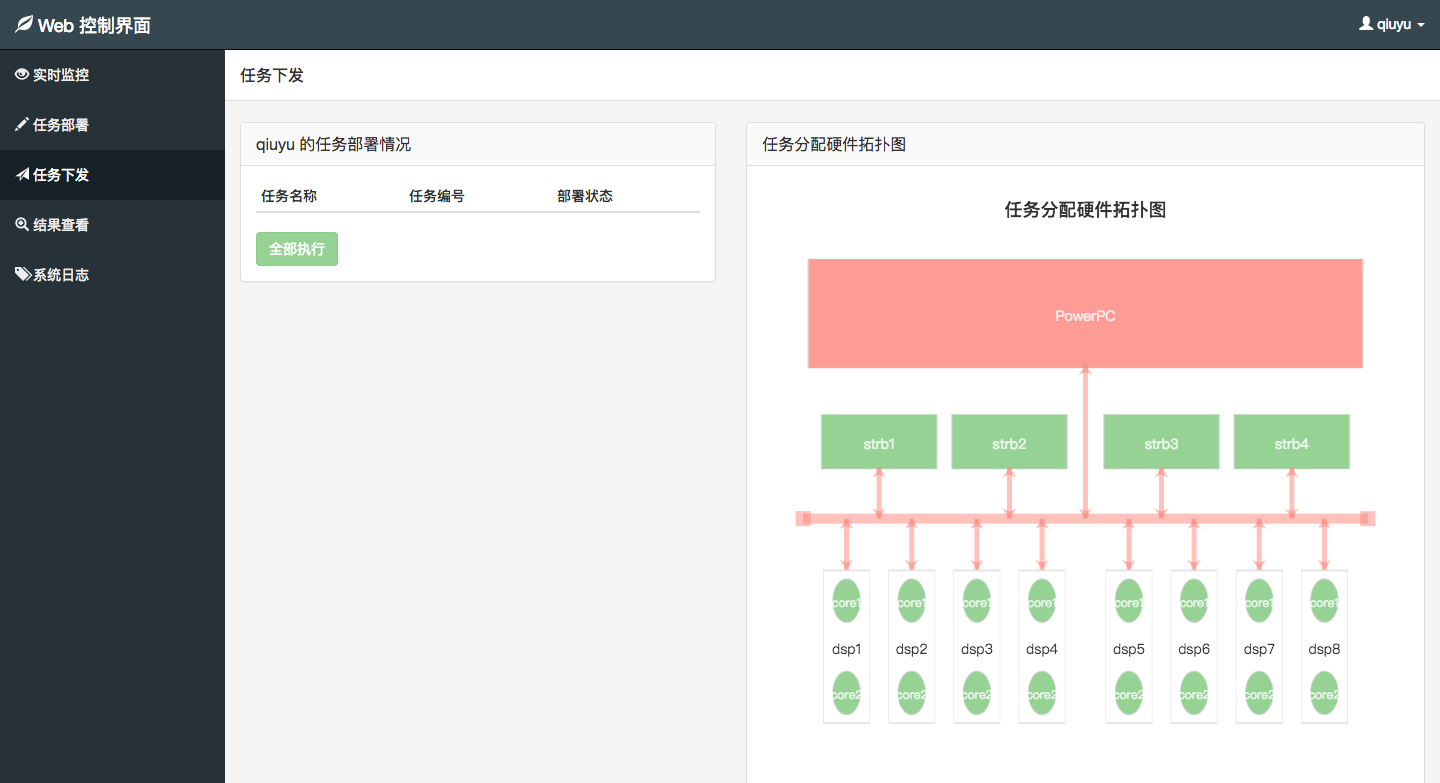 Web 控制界面
qiuyu
实时监控
任务部署
任务下发
结果查看
系统日志
任务下发
qiuyu 的任务部署情况
任务名称 任务编号 部署状态
全部执行
任务分配硬件拓扑图
任务分配硬件拓扑图
PowerPC
strb1 strb2 strb3 strb4
core1 core1 core1 core1 core1 core1 core1 core1
dsp1 dsp2 dsp3 dsp4 dsp5 dsp6 dsp7 dsp8
core2 core2 core2 core2 core2 core2 core2 core2